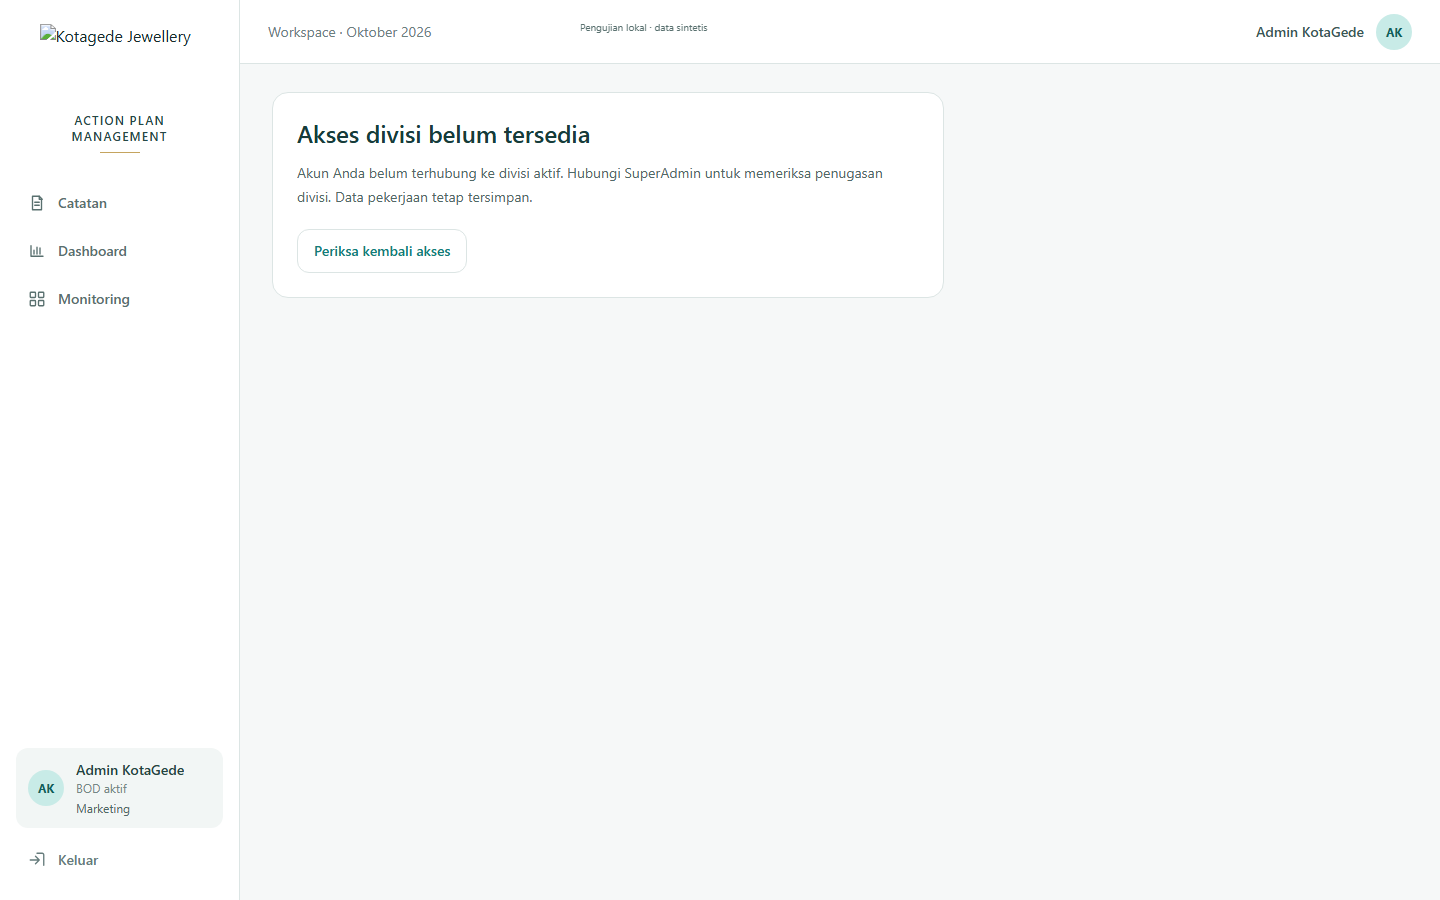 Kotagede Jewellery
ACTION PLAN
MANAGEMENT
Catatan
Dashboard
Monitoring
AK
Admin KotaGede
BOD aktif
Marketing
Keluar
Workspace · Oktober 2026
Pengujian lokal · data sintetis
Admin KotaGede
AK
Akses divisi belum tersedia
Akun Anda belum terhubung ke divisi aktif. Hubungi SuperAdmin untuk memeriksa penugasan
divisi. Data pekerjaan tetap tersimpan.
Periksa kembali akses